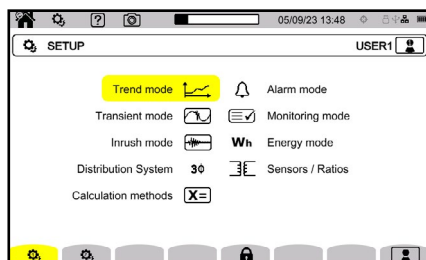 ? 05/09/23 13:48
SETUP USER1
Trend mode Alarm mode
Transient mode Monitoring mode
Inrush mode Wh Energy mode
Distribution System 3Φ Sensors / Ratios
Calculation methods X=